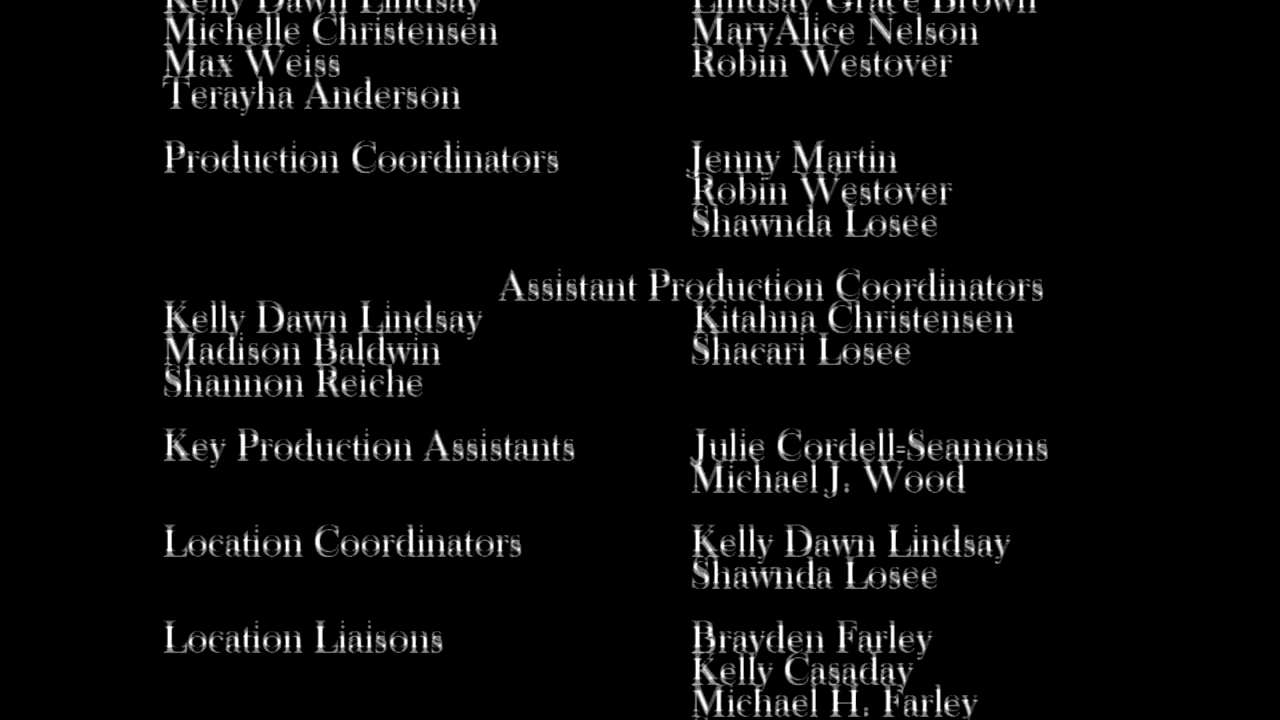 Kelly Dawn Lindsay Lindsay Grace Brown
Michelle Christensen MaryAlice Nelson
Max Weiss Robin Westover
Terayha Anderson
Production Coordinators Jenny Martin
Robin Westover
Shawnda Losee
Assistant Production Coordinators
Kelly Dawn Lindsay Kitahna Christensen
Madison Baldwin Shacari Losee
Shannon Reiche
Key Production Assistants Julie Cordell-Seamons
Michael J. Wood
Location Coordinators Kelly Dawn Lindsay
Shawnda Losee
Location Liaisons Brayden Farley
Kelly Casaday
Michael H. Farley